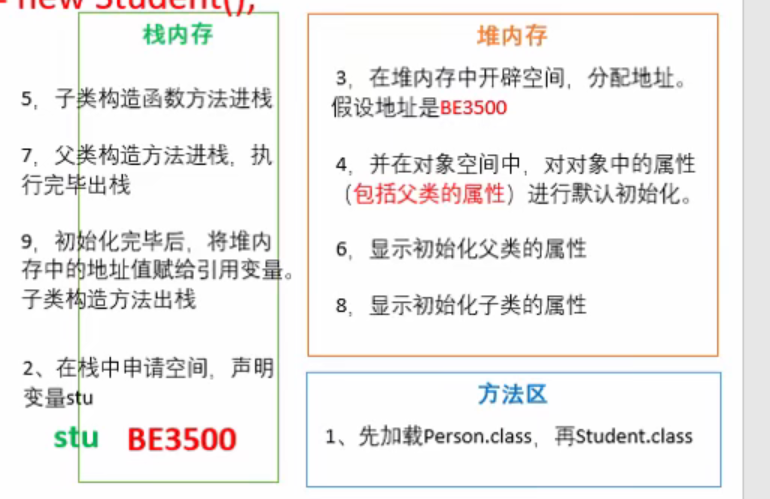 = new Student();
栈内存
5，子类构造函数方法进栈
7，父类构造方法进栈，执
行完毕出栈
9，初始化完毕后，将堆内
存中的地址值赋给引用变量。
子类构造方法出栈
2、在栈中申请空间，声明
变量stu
stu BE3500
堆内存
3，在堆内存中开辟空间，分配地址。
假设地址是BE3500
4，并在对象空间中，对对象中的属性
（包括父类的属性）进行默认初始化。
6，显示初始化父类的属性
8，显示初始化子类的属性
方法区
1、先加载Person.class，再Student.class